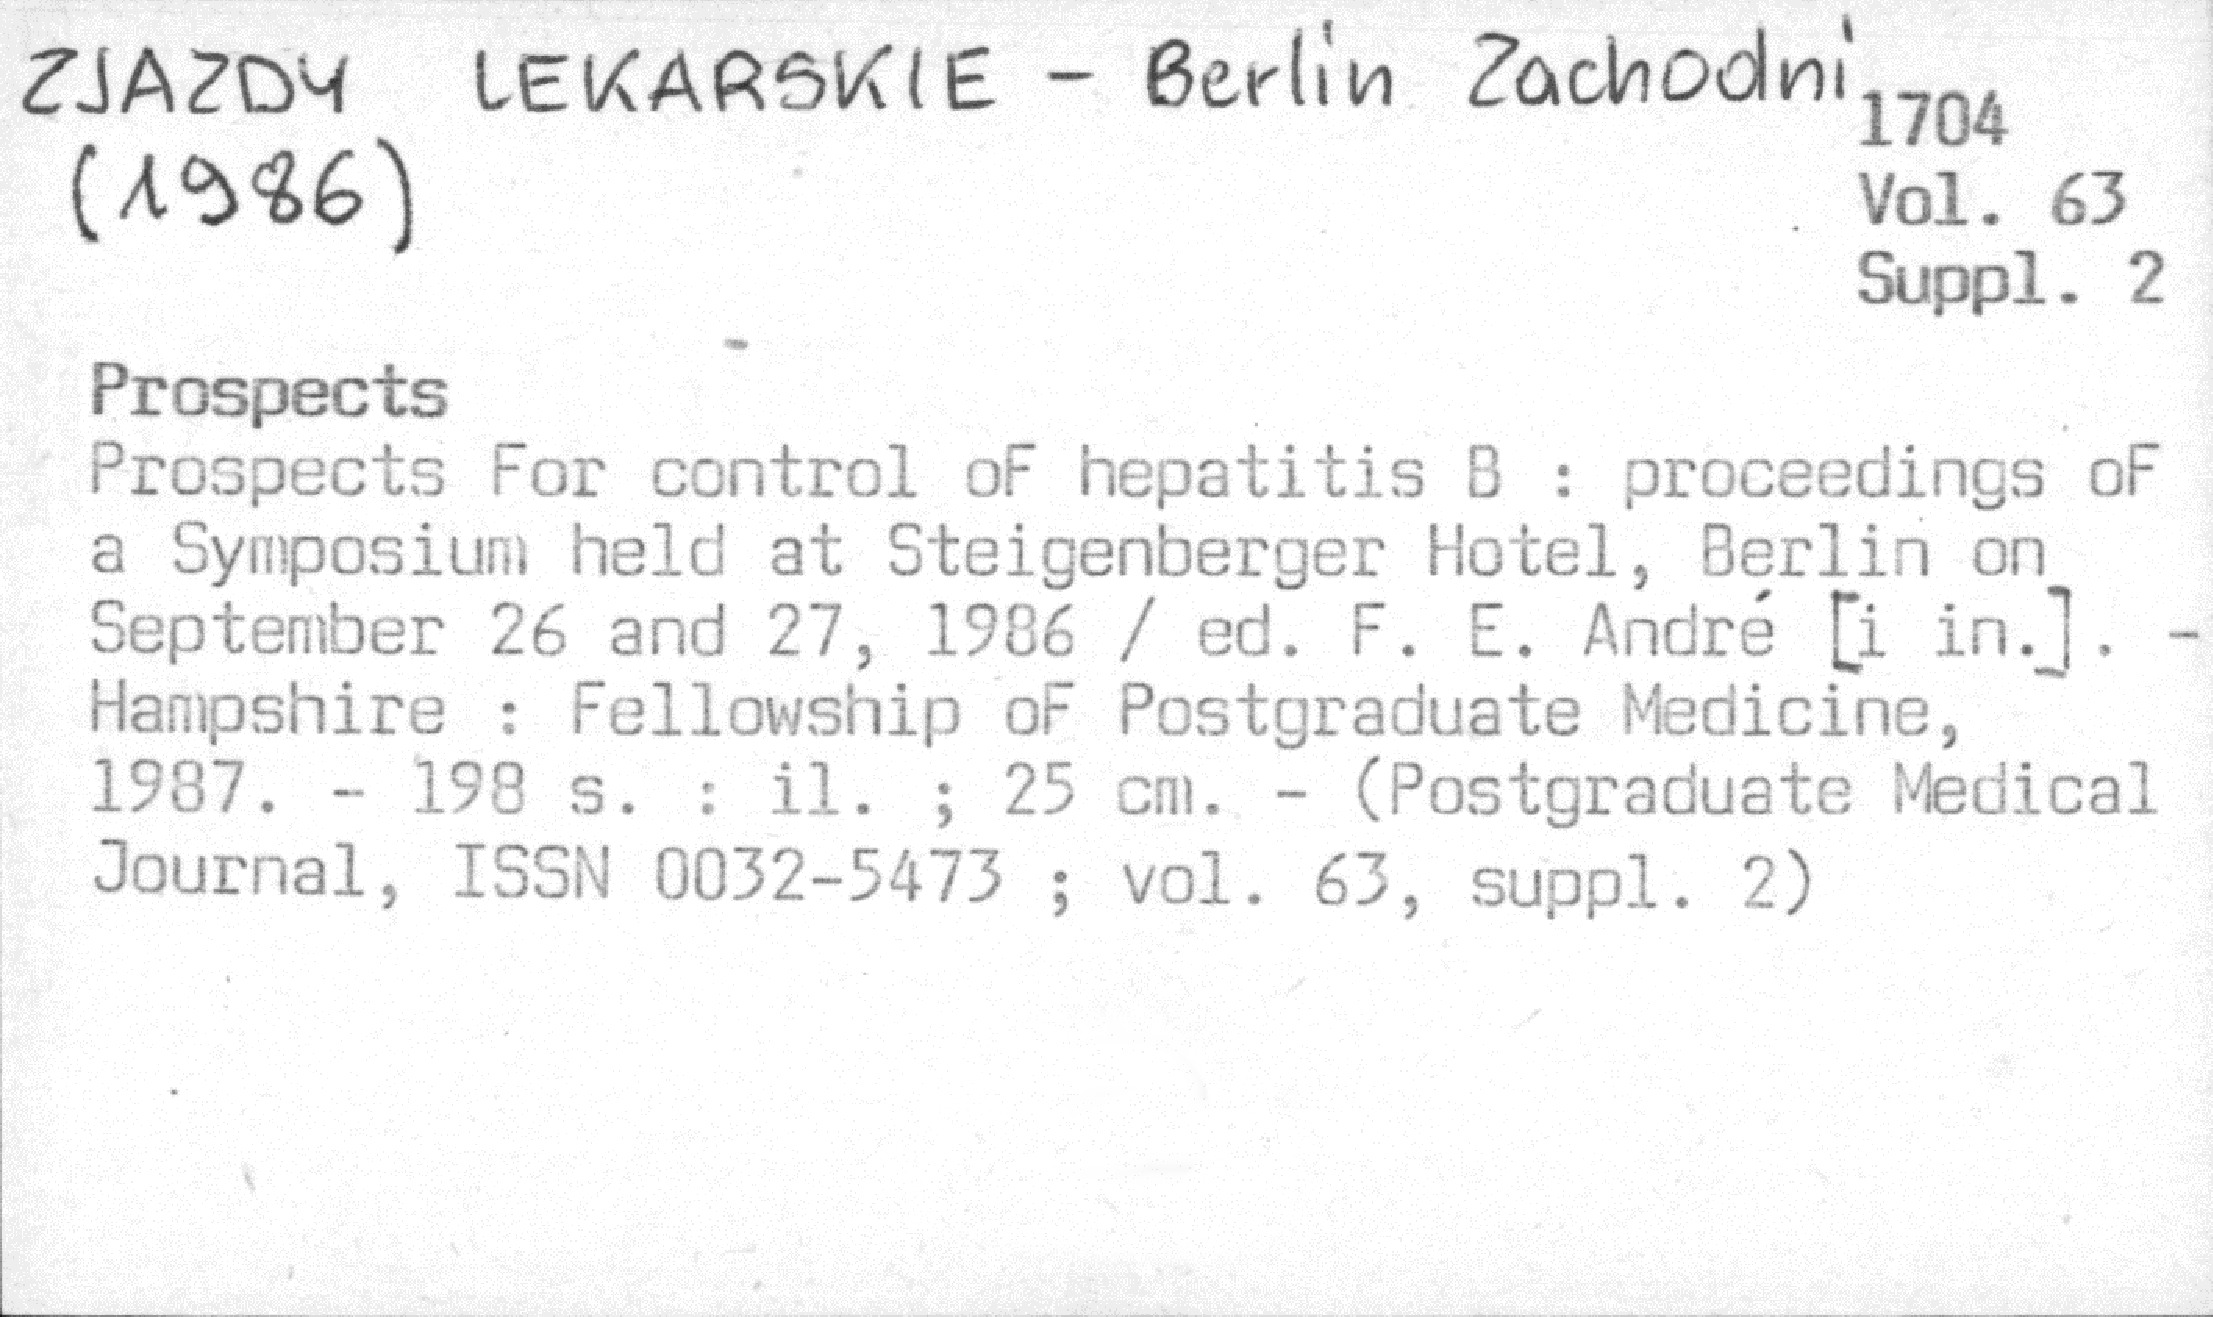 ZJAZDY LEKARSKIE - Berlin Zachodni
(1986)
1704
Vol. 63
Suppl. 2
Prospects
Prospects For control oF hepatitis B : proceedings oF
a Symposium held at Steigenberger Hotel, Berlin on
September 26 and 27, 1986 / ed. F. E. André [i in.]. -
Hampshire : Fellowship oF Postgraduate Medicine,
1987. - 198 s. : il. ; 25 cm. - (Postgraduate Medical
Journal, ISSN 0032-5473 ; vol. 63, suppl. 2)